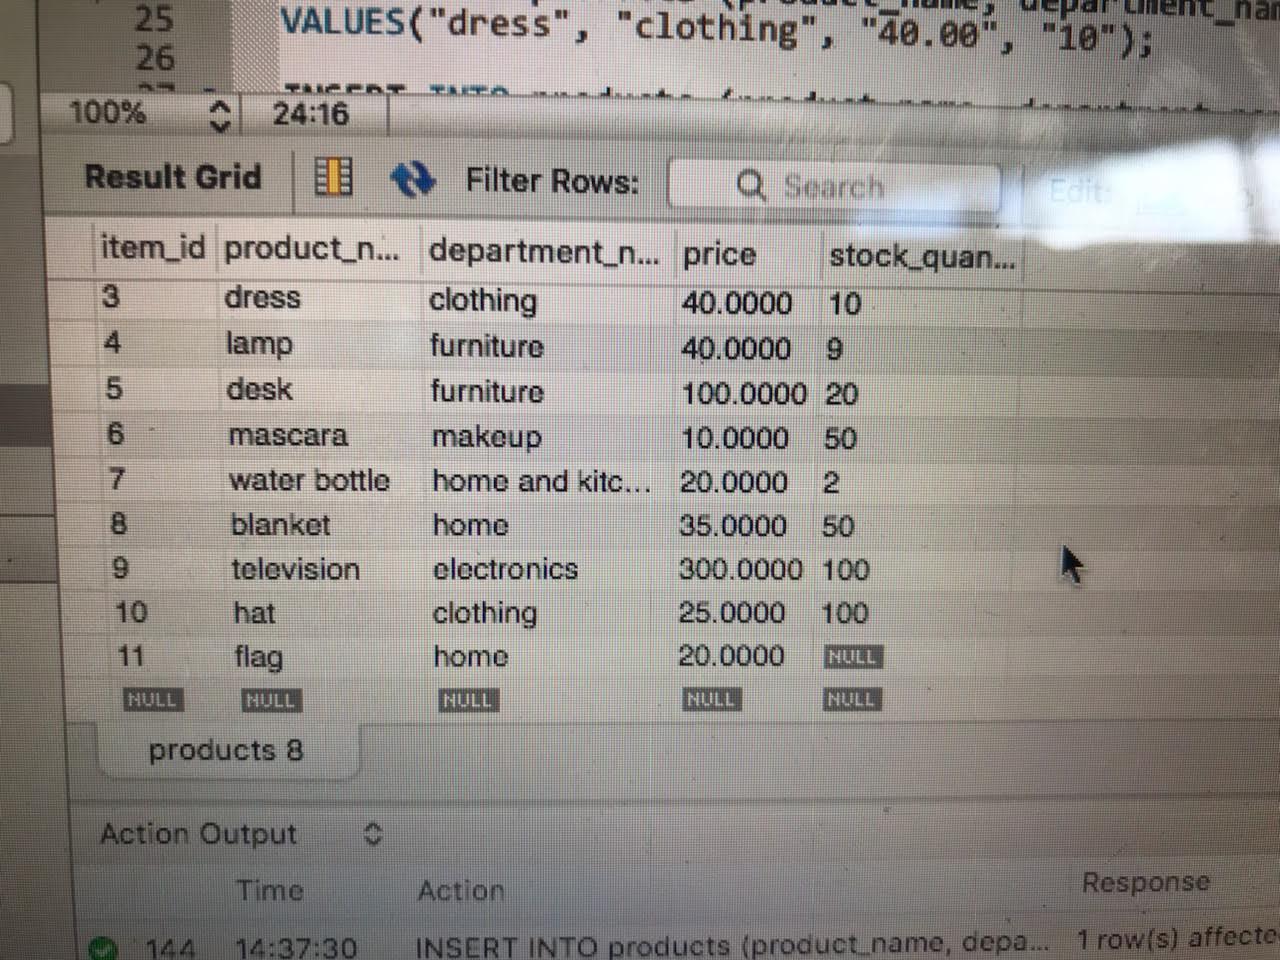 25 VALUES("dress", "clothing", "40.00", "10");
26
INSERT INTO
100% 24:16
Result Grid Filter Rows: Search Edit:
item_id product_n... department_n... price stock_quan...
3 dress clothing 40.0000 10
4 lamp furniture 40.0000 9
5 desk furniture 100.0000 20
6 mascara makeup 10.0000 50
7 water bottle home and kitc... 20.0000 2
8 blanket home 35.0000 50
9 television electronics 300.0000 100
10 hat clothing 25.0000 100
11 flag home 20.0000 NULL
NULL NULL NULL NULL NULL
products 8
Action Output
Time Action Response
144 14:37:30 INSERT INTO products (product_name, depa... 1 row(s) affecte